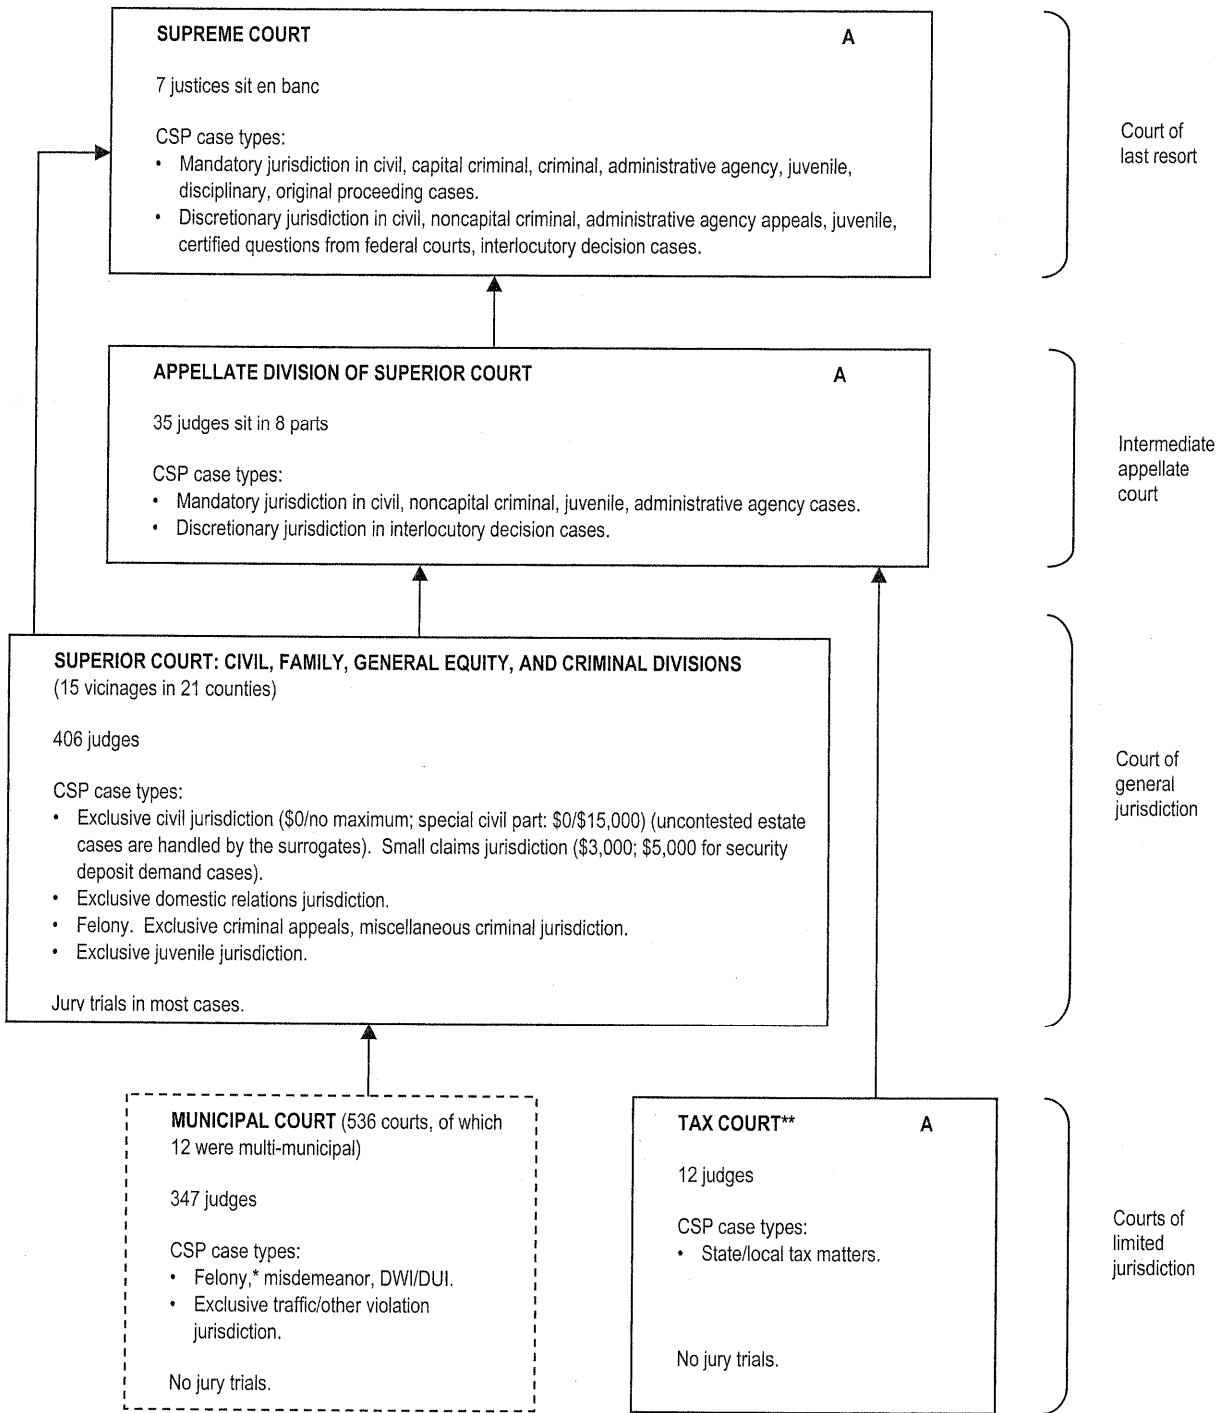 SUPREME COURT A
7 justices sit en banc
CSP case types:
• Mandatory jurisdiction in civil, capital criminal, criminal, administrative agency, juvenile,
disciplinary, original proceeding cases.
• Discretionary jurisdiction in civil, noncapital criminal, administrative agency appeals, juvenile,
certified questions from federal courts, interlocutory decision cases.
Court of
last resort
APPELLATE DIVISION OF SUPERIOR COURT A
35 judges sit in 8 parts
CSP case types:
• Mandatory jurisdiction in civil, noncapital criminal, juvenile, administrative agency cases.
• Discretionary jurisdiction in interlocutory decision cases.
Intermediate
appellate
court
SUPERIOR COURT: CIVIL, FAMILY, GENERAL EQUITY, AND CRIMINAL DIVISIONS
(15 vicinages in 21 counties)
406 judges
CSP case types:
• Exclusive civil jurisdiction ($0/no maximum; special civil part: $0/$15,000) (uncontested estate
cases are handled by the surrogates). Small claims jurisdiction ($3,000; $5,000 for security
deposit demand cases).
• Exclusive domestic relations jurisdiction.
• Felony. Exclusive criminal appeals, miscellaneous criminal jurisdiction.
• Exclusive juvenile jurisdiction.
Jury trials in most cases.
Court of
general
jurisdiction
MUNICIPAL COURT (536 courts, of which
12 were multi-municipal)
347 judges
CSP case types:
• Felony,* misdemeanor, DWI/DUI.
• Exclusive traffic/other violation
jurisdiction.
No jury trials.
TAX COURT** A
12 judges
CSP case types:
• State/local tax matters.
No jury trials.
Courts of
limited
jurisdiction